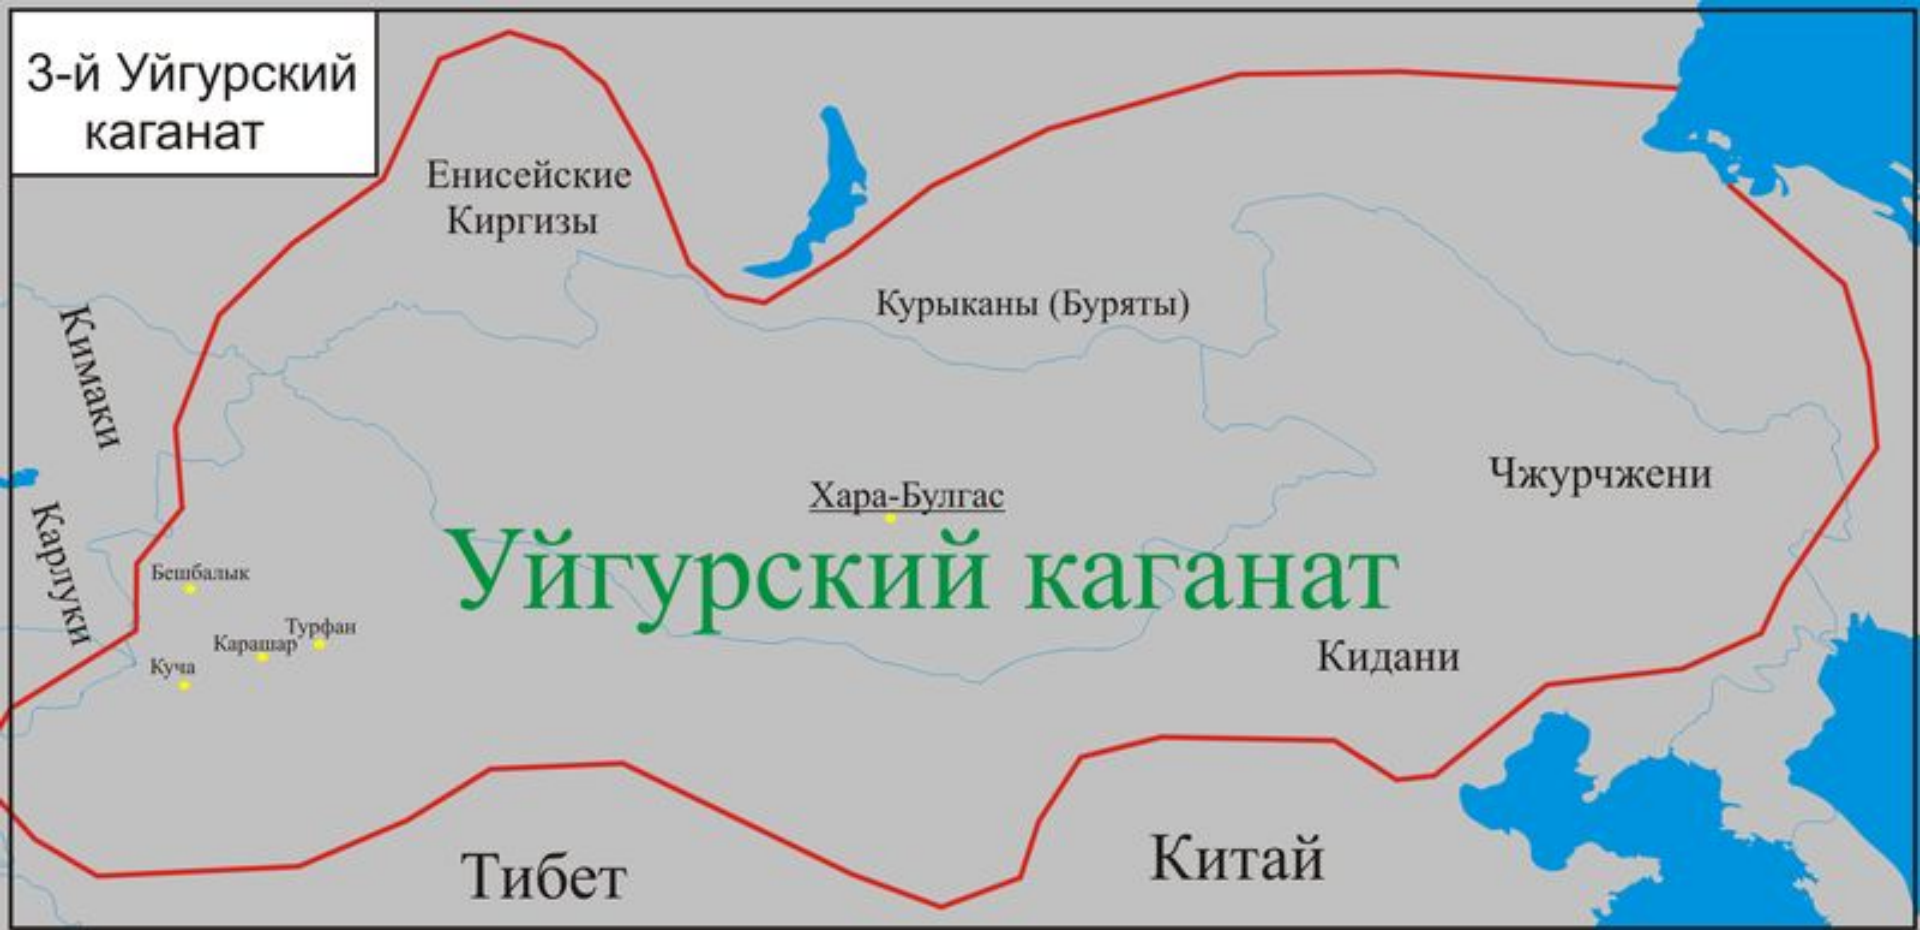 3-й Уйгурский
каганат
Енисейские
Киргизы
Курыканы (Буряты)
Кимаки
Чжурчжени
Хара-Булгас
Карлуки
Уйгурский каганат
Бешбалык
Турфан
Карашар
Куча
Кидани
Тибет
Китай